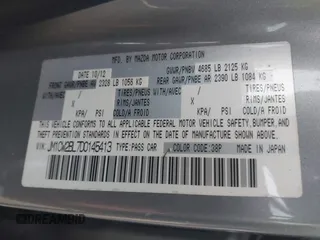 MFD. BY MAZDA MOTOR CORPORATION
DATE 10/12 GVWR/PNBV 4685 LB 2125 KG
FRONT GAWR/PNBE AV 2328 LB 1056 KG GAWR/PNBE AR 2390 LB 1084 KG
WITH/AVEC TIRES/PNEUS WITH/AVEC TIRES/PNEUS
X RIMS/JANTES X RIMS/JANTES
KPA/ PSI COLD/A FROID KPA/ PSI COLD/A FROID
THIS VEHICLE CONFORMS TO ALL APPLICABLE FEDERAL MOTOR VEHICLE
SAFETY, BUMPER, AND THEFT PREVENTION STANDARDS IN EFFECT ON
THE DATE OF MANUFACTURE SHOWN ABOVE.
TYPE:PASS CAR COLOR CODE:38P MADE IN JAPAN